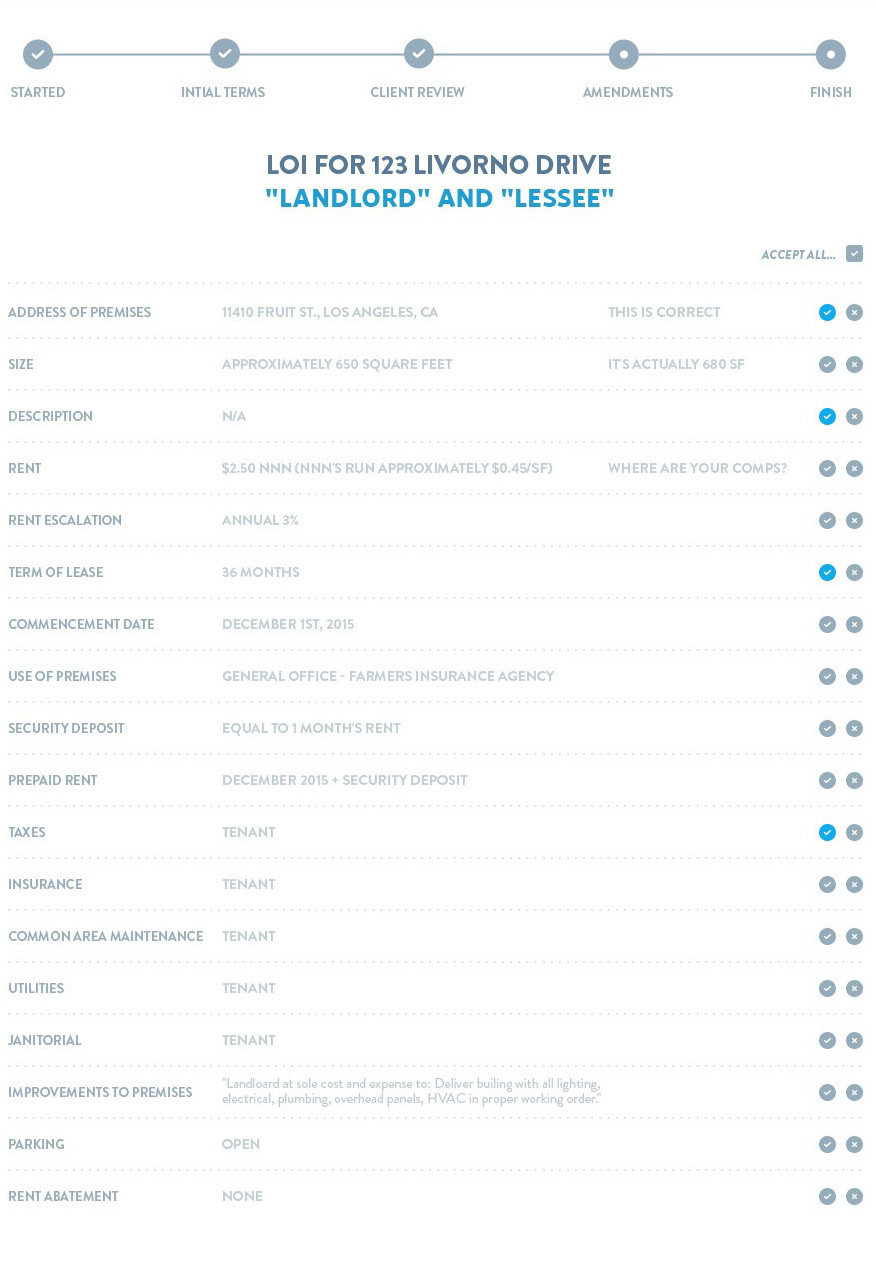 STARTED
INTIAL TERMS
CLIENT REVIEW
AMENDMENTS
FINISH
LOI FOR 123 LIVORNO DRIVE
"LANDLORD" AND "LESSEE"
ACCEPT ALL...
ADDRESS OF PREMISES 11410 FRUIT ST., LOS ANGELES, CA THIS IS CORRECT
SIZE APPROXIMATELY 650 SQUARE FEET IT'S ACTUALLY 680 SF
DESCRIPTION N/A
RENT $2.50 NNN (NNN'S RUN APPROXIMATELY $0.45/SF) WHERE ARE YOUR COMPS?
RENT ESCALATION ANNUAL 3%
TERM OF LEASE 36 MONTHS
COMMENCEMENT DATE DECEMBER 1ST, 2015
USE OF PREMISES GENERAL OFFICE - FARMERS INSURANCE AGENCY
SECURITY DEPOSIT EQUAL TO 1 MONTH'S RENT
PREPAID RENT DECEMBER 2015 + SECURITY DEPOSIT
TAXES TENANT
INSURANCE TENANT
COMMON AREA MAINTENANCE TENANT
UTILITIES TENANT
JANITORIAL TENANT
IMPROVEMENTS TO PREMISES "Landloard at sole cost and expense to: Deliver builing with all lighting,
electrical, plumbing, overhead panels, HVAC in proper working order."
PARKING OPEN
RENT ABATEMENT NONE